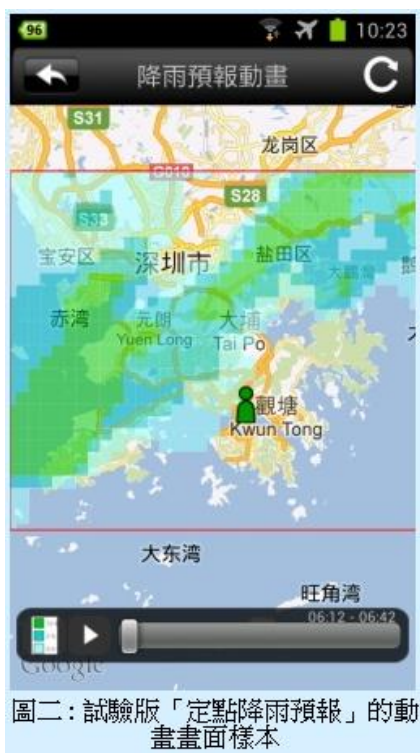 96
10:23
降雨預報動畫
S31
龙岗区
G010
S28
S33
宝安区
深圳市
盐田区
大鵬灣
赤湾
元朗
Yuen Long
大埔
Tai Po
觀塘
Kwun Tong
大东湾
旺角湾
06:12 - 06:42
Google
圖二：試驗版「定點降雨預報」的動
畫畫面樣本